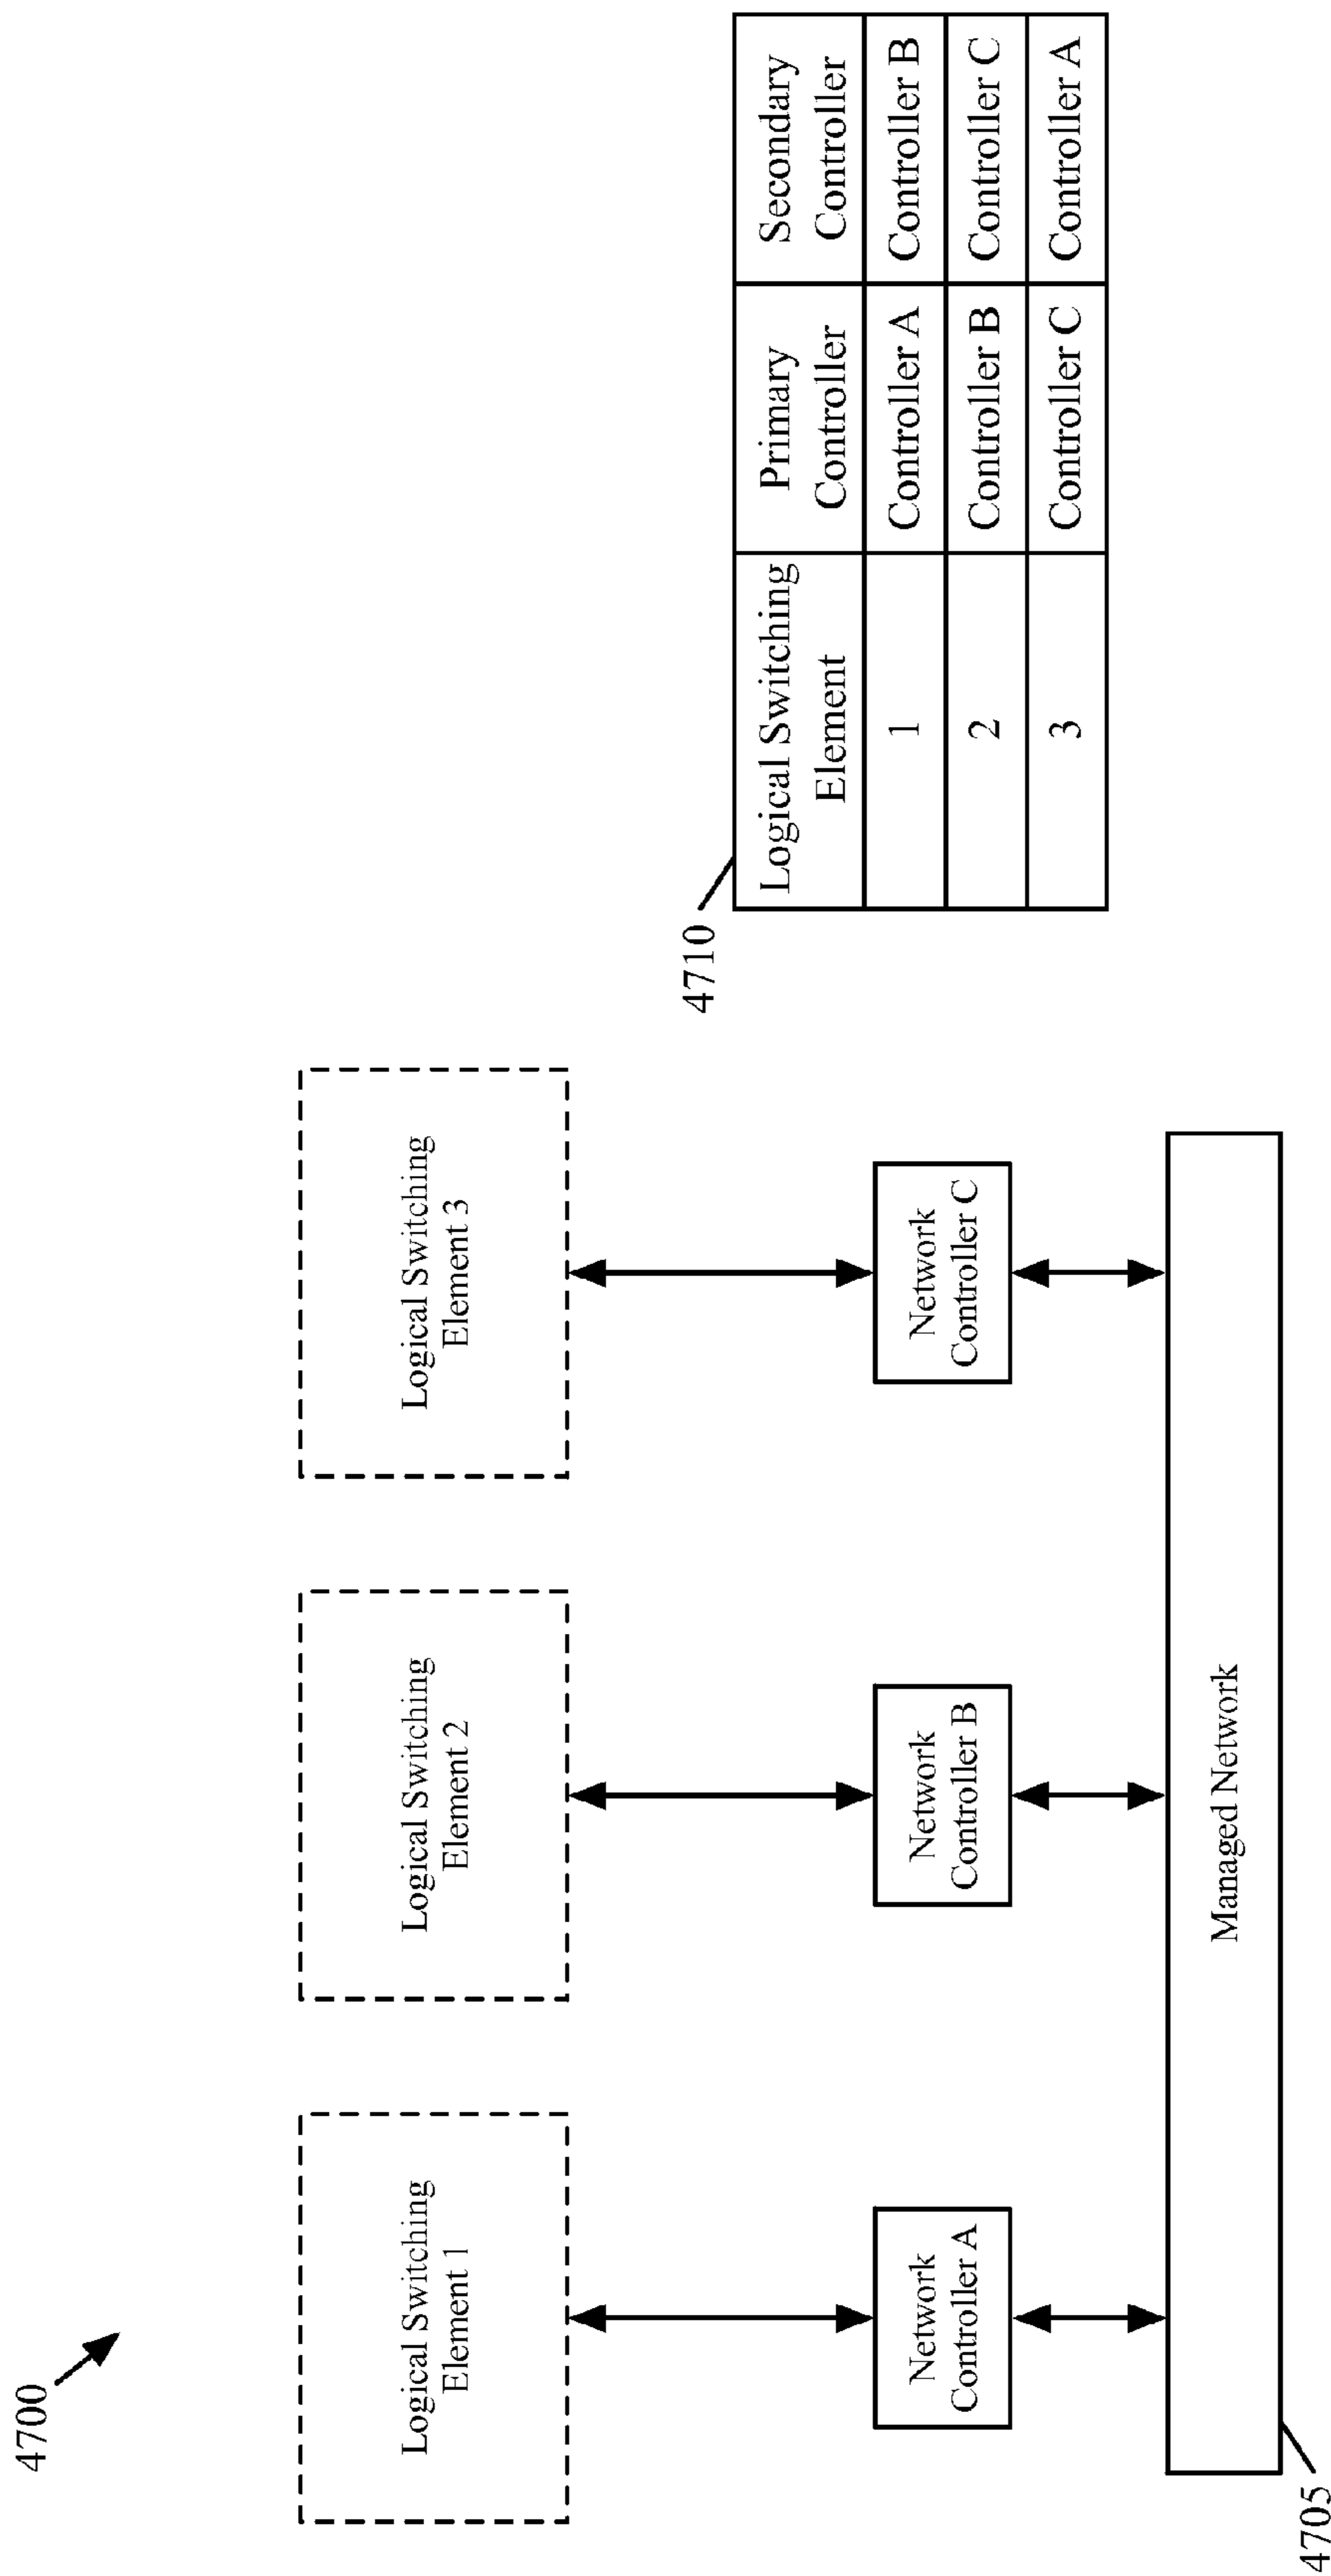 4700
Logical Switching
Element 1
Logical Switching
Element 2
Logical Switching
Element 3
Network
Controller A
Network
Controller B
Network
Controller C
Managed Network
4705
4710
Logical Switching
Element
Primary
Controller
Secondary
Controller
1
Controller A
Controller B
2
Controller B
Controller C
3
Controller C
Controller A